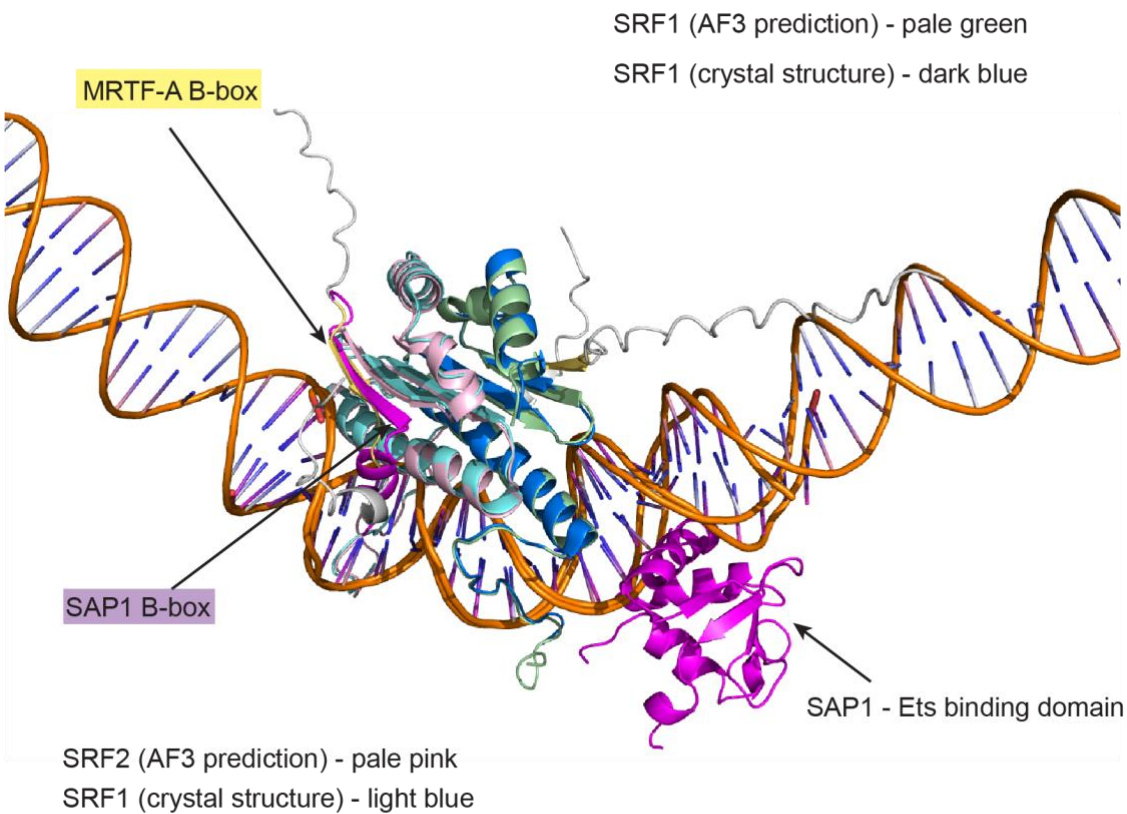 SRF1 (AF3 prediction) - pale green
SRF1 (crystal structure) - dark blue
MRTF-A B-box
SAP1 B-box
SAP1 - Ets binding domain
SRF2 (AF3 prediction) - pale pink
SRF1 (crystal structure) - light blue